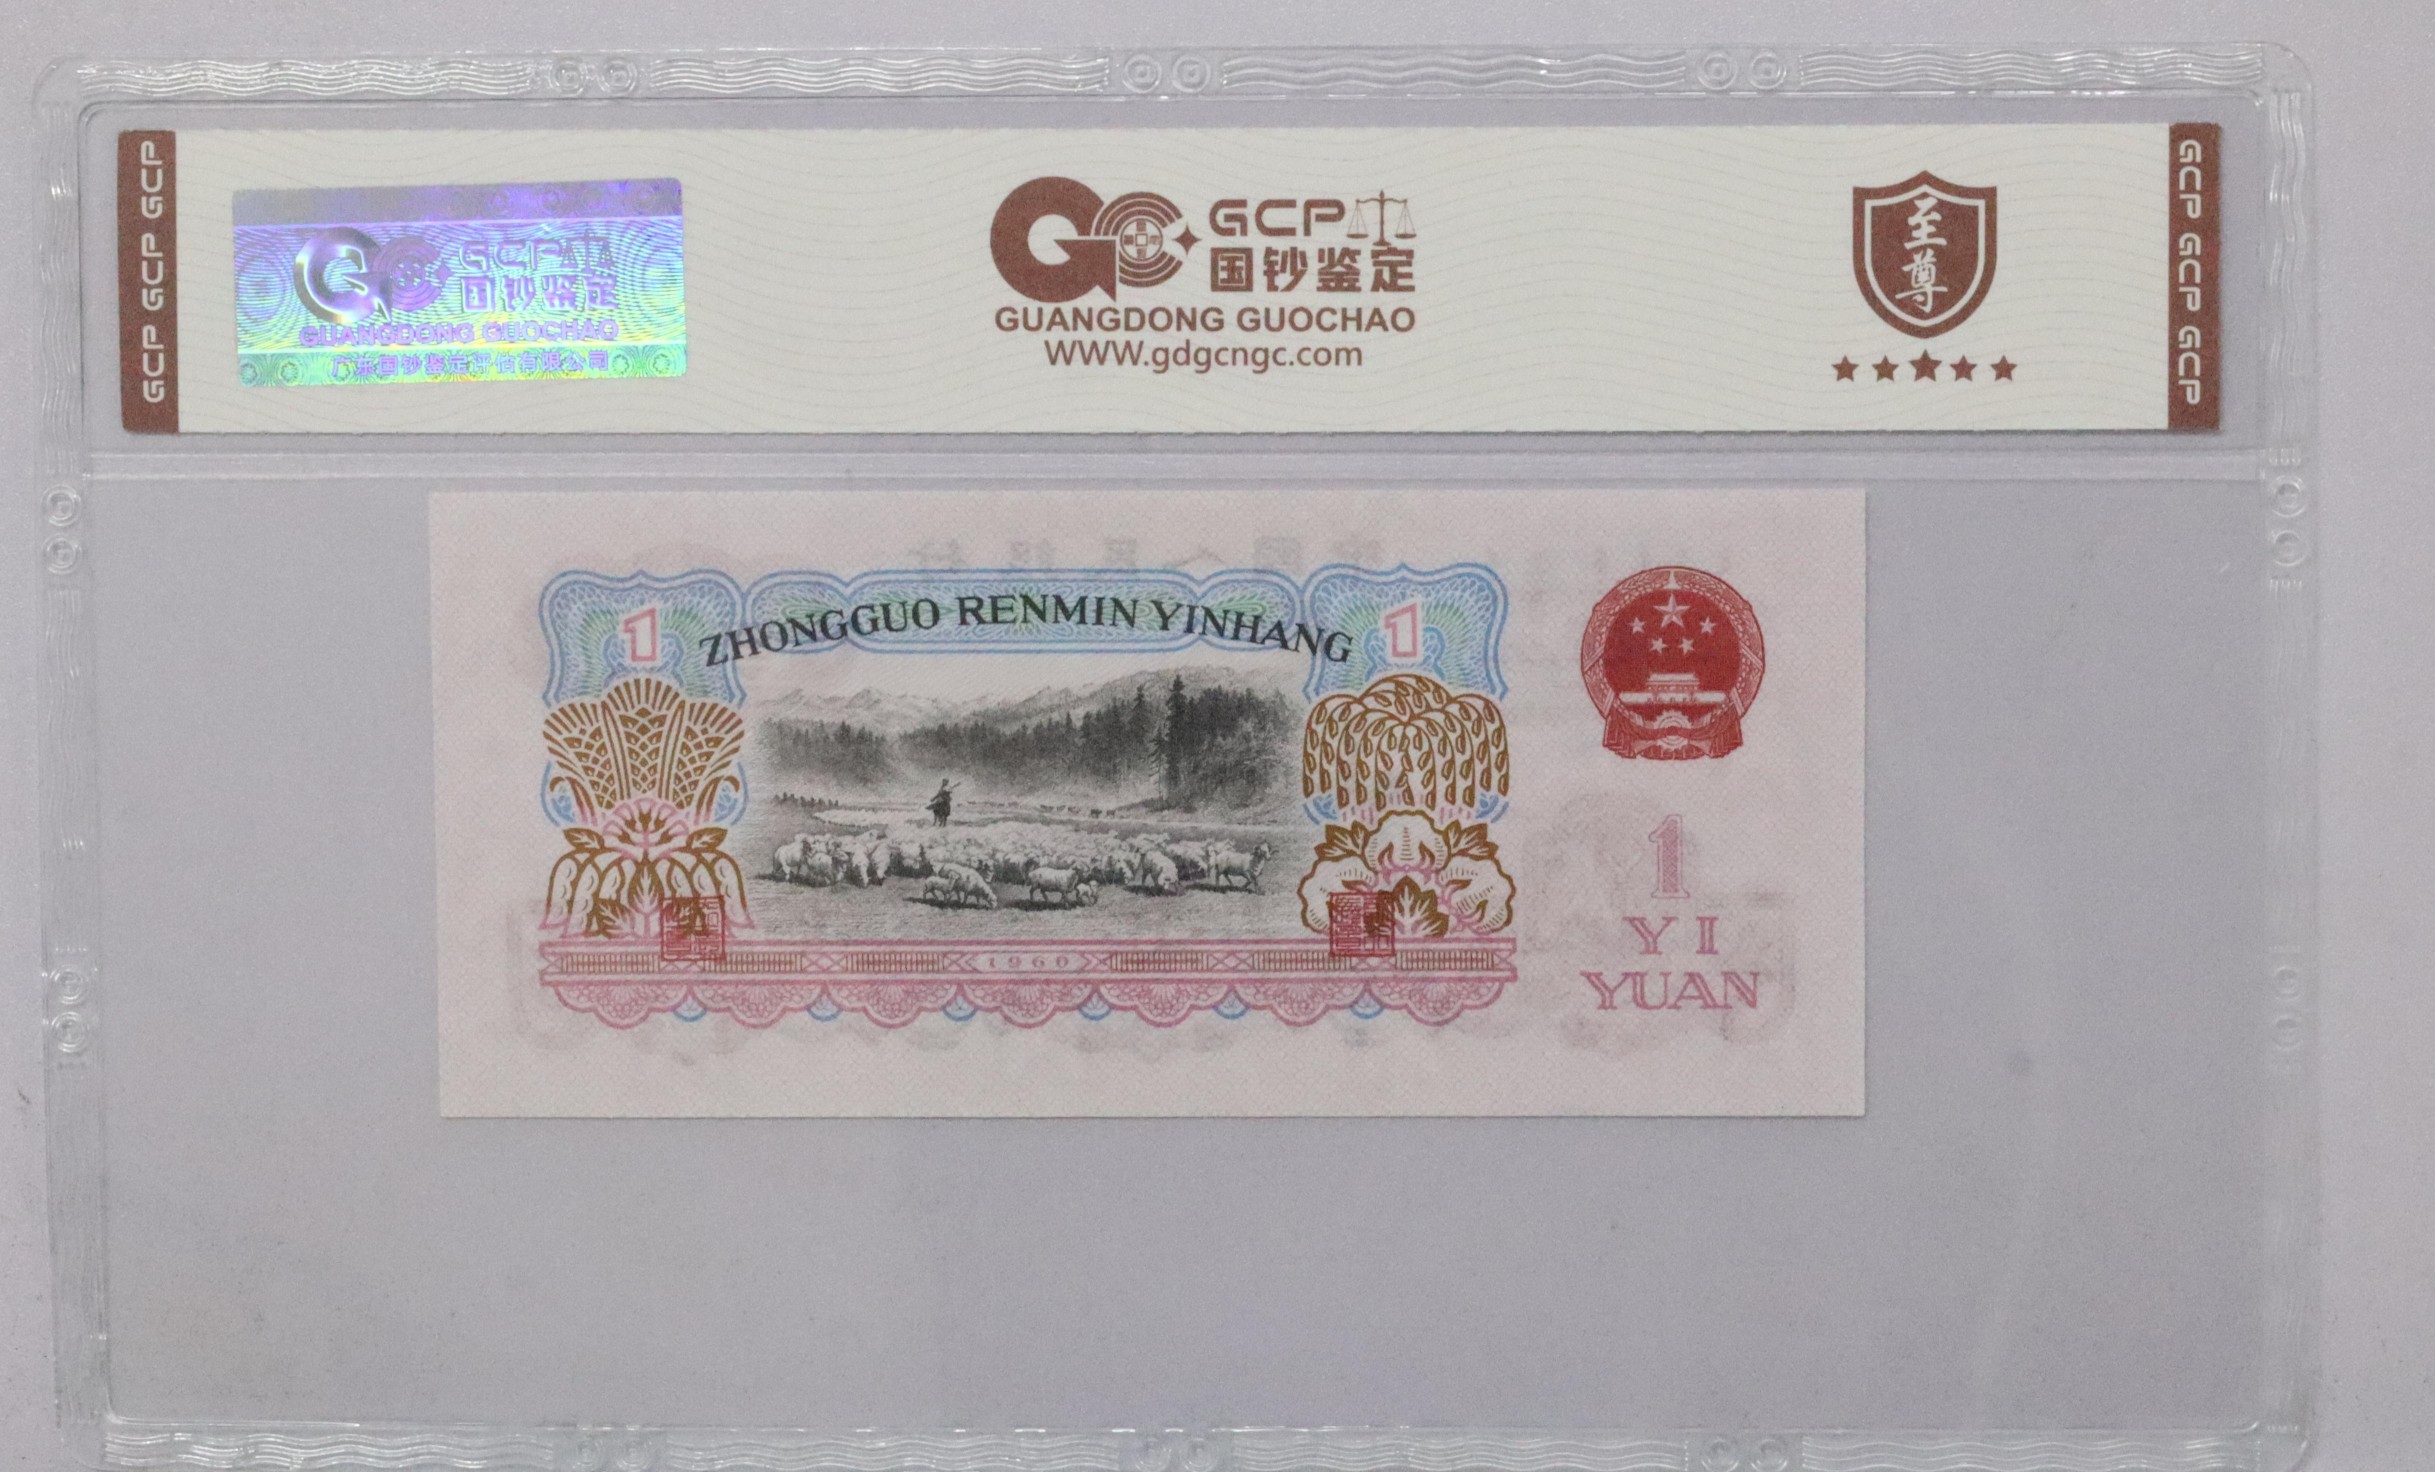 GCP GCP GCP
GCP
国钞鉴定
GUANGDONG GUOCHAO
广东国钞鉴定评估有限公司
GCP
国钞鉴定
GUANGDONG GUOCHAO
WWW.gdgcngc.com
至尊
GCP GCP GCP
1
ZHONGGUO RENMIN YINHANG
1
1960
1
YI
YUAN